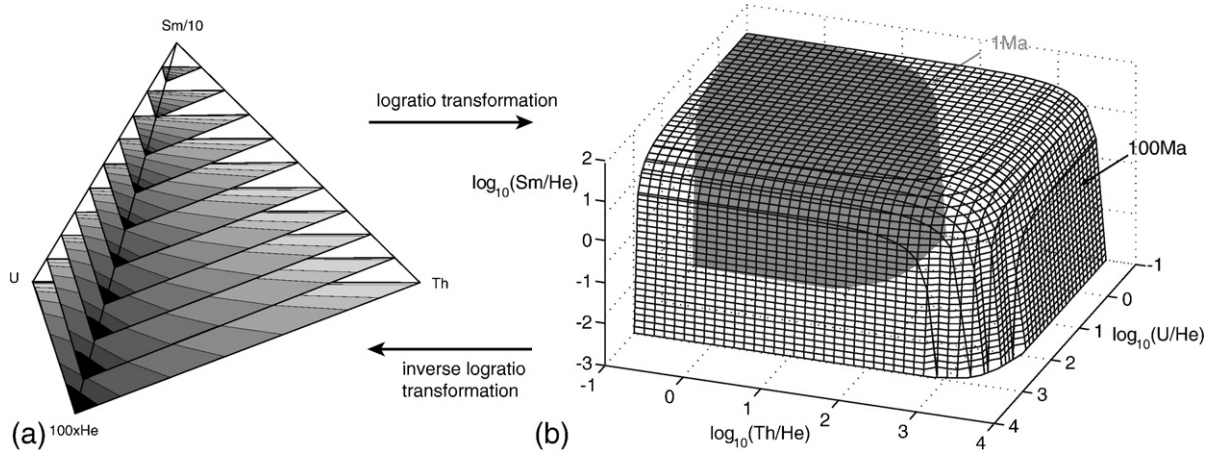 Sm/10
U
Th
100xHe
(a)
logratio transformation
inverse logratio
transformation
1Ma
100Ma
log10(Sm/He)
2
1
0
-1
-2
-3
-1
0
1
2
3
4
log10(Th/He)
-1
0
1
2
3
4
log10(U/He)
(b)